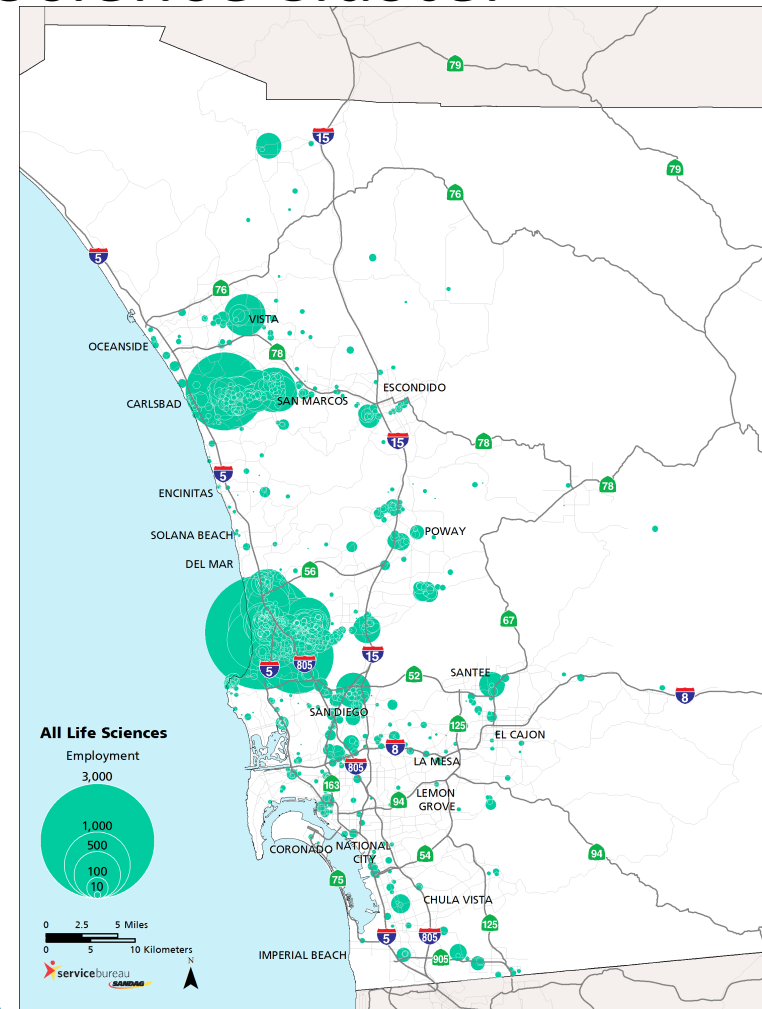 79
15
79
76
5
76
VISTA
OCEANSIDE
78
ESCONDIDO
CARLSBAD
SAN MARCOS
15
78
5
78
ENCINITAS
SOLANA BEACH
POWAY
DEL MAR
56
67
15
5
805
52
SANTEE
8
SAN DIEGO
125
EL CAJON
All Life Sciences
Employment
8
LA MESA
805
3,000
163
94
LEMON
GROVE
1,000
500
CORONADO
NATIONAL
CITY
54
94
100
10
75
CHULA VISTA
125
0 2.5 5 Miles
0 5 10 Kilometers
5
805
905
IMPERIAL BEACH
N
servicebureau
SANDAG